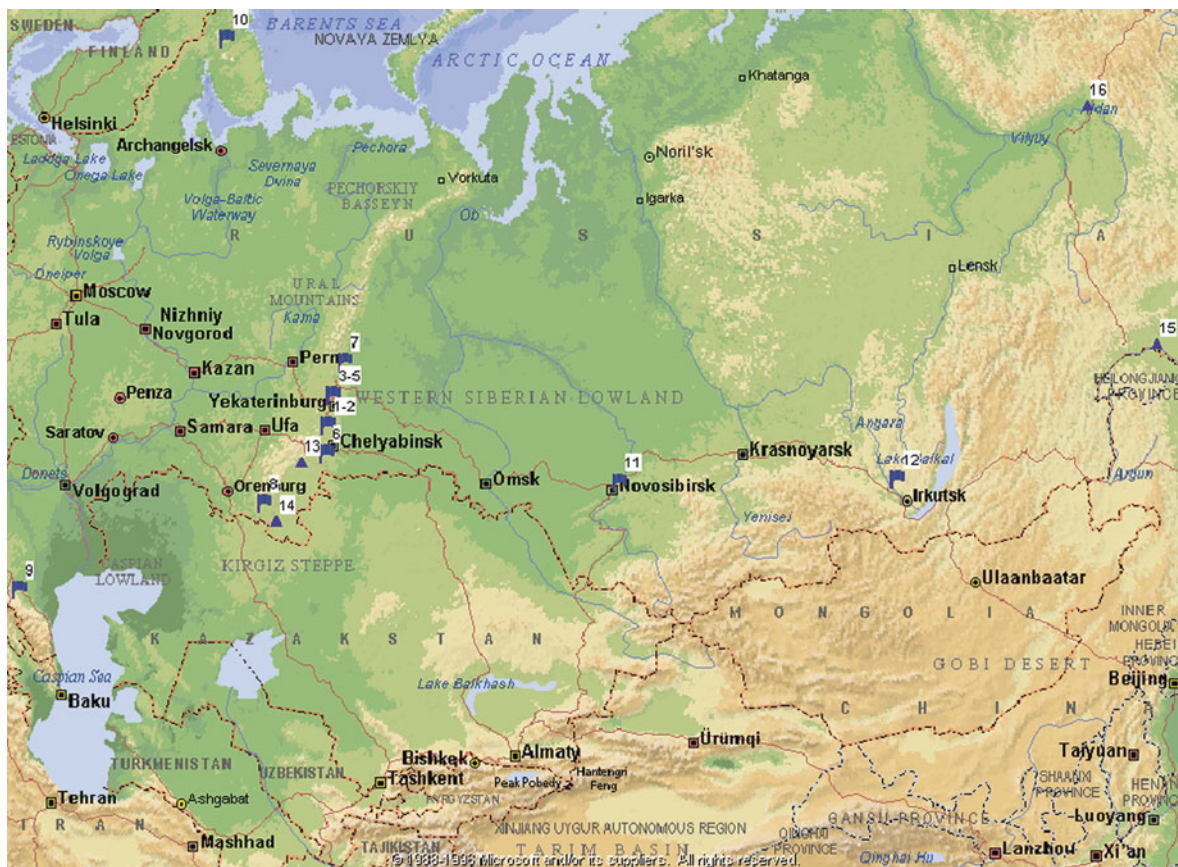 10
BARENTS SEA
SWEDEN
FINLAND
NOVAYA ZEMLYA
ARCTIC OCEAN
Khatanga
16
Aldan
Helsinki
ESTONIA
Archangelsk
Vilyuy
Ladoga Lake
Onega Lake
Severnaya
Dvina
Pechora
Noril'sk
Vorkuta
PECHORSKIY
BASSEYN
Igarka
Volga-Baltic
Waterway
Ob
RUSSIA
Rybinskoye
Volga
Dneiper
Lensk
Moscow
URAL
MOUNTAINS
Kama
Tula
Nizhniy
Novgorod
15
7
Perm
Kazan
3-5
HEILONGJIANG
PROVINCE
Penza
Yekaterinburg
WESTERN SIBERIAN LOWLAND
1-2
Angara
Saratov
Samara
Ufa
6
Chelyabinsk
13
Krasnoyarsk
Lake Baikal
12
11
Donets
Argun
Volgograd
Orenburg
8
Omsk
Novosibirsk
Irkutsk
14
Yenisei
CASPIAN
LOWLAND
KIRGIZ STEPPE
9
Ulaanbaatar
MONGOLIA
INNER
MONGOL
HEBEI
PROVINCE
KAZAKSTAN
GOBI DESERT
Caspian Sea
Lake Balkhash
Beijing
Baku
CHINA
Ürümqi
Almaty
Bishkek
Taiyuan
TURKMENISTAN
UZBEKISTAN
Tashkent
Peak Pobedy
Hantengri
Feng
SHAANXI
PROVINCE
HENAN
PROVINCE
Tehran
Ashgabat
KYRGYZSTAN
IRAN
GANSU PROVINCE
Luoyang
XINJIANG UYGUR AUTONOMOUS REGION
QINGHAI
PROVINCE
Mashhad
TAJIKISTAN
TARIM BASIN
Lanzhou
Xi'an
Qinghai Hu
© 1988-1996 Microsoft and/or its suppliers. All rights reserved.